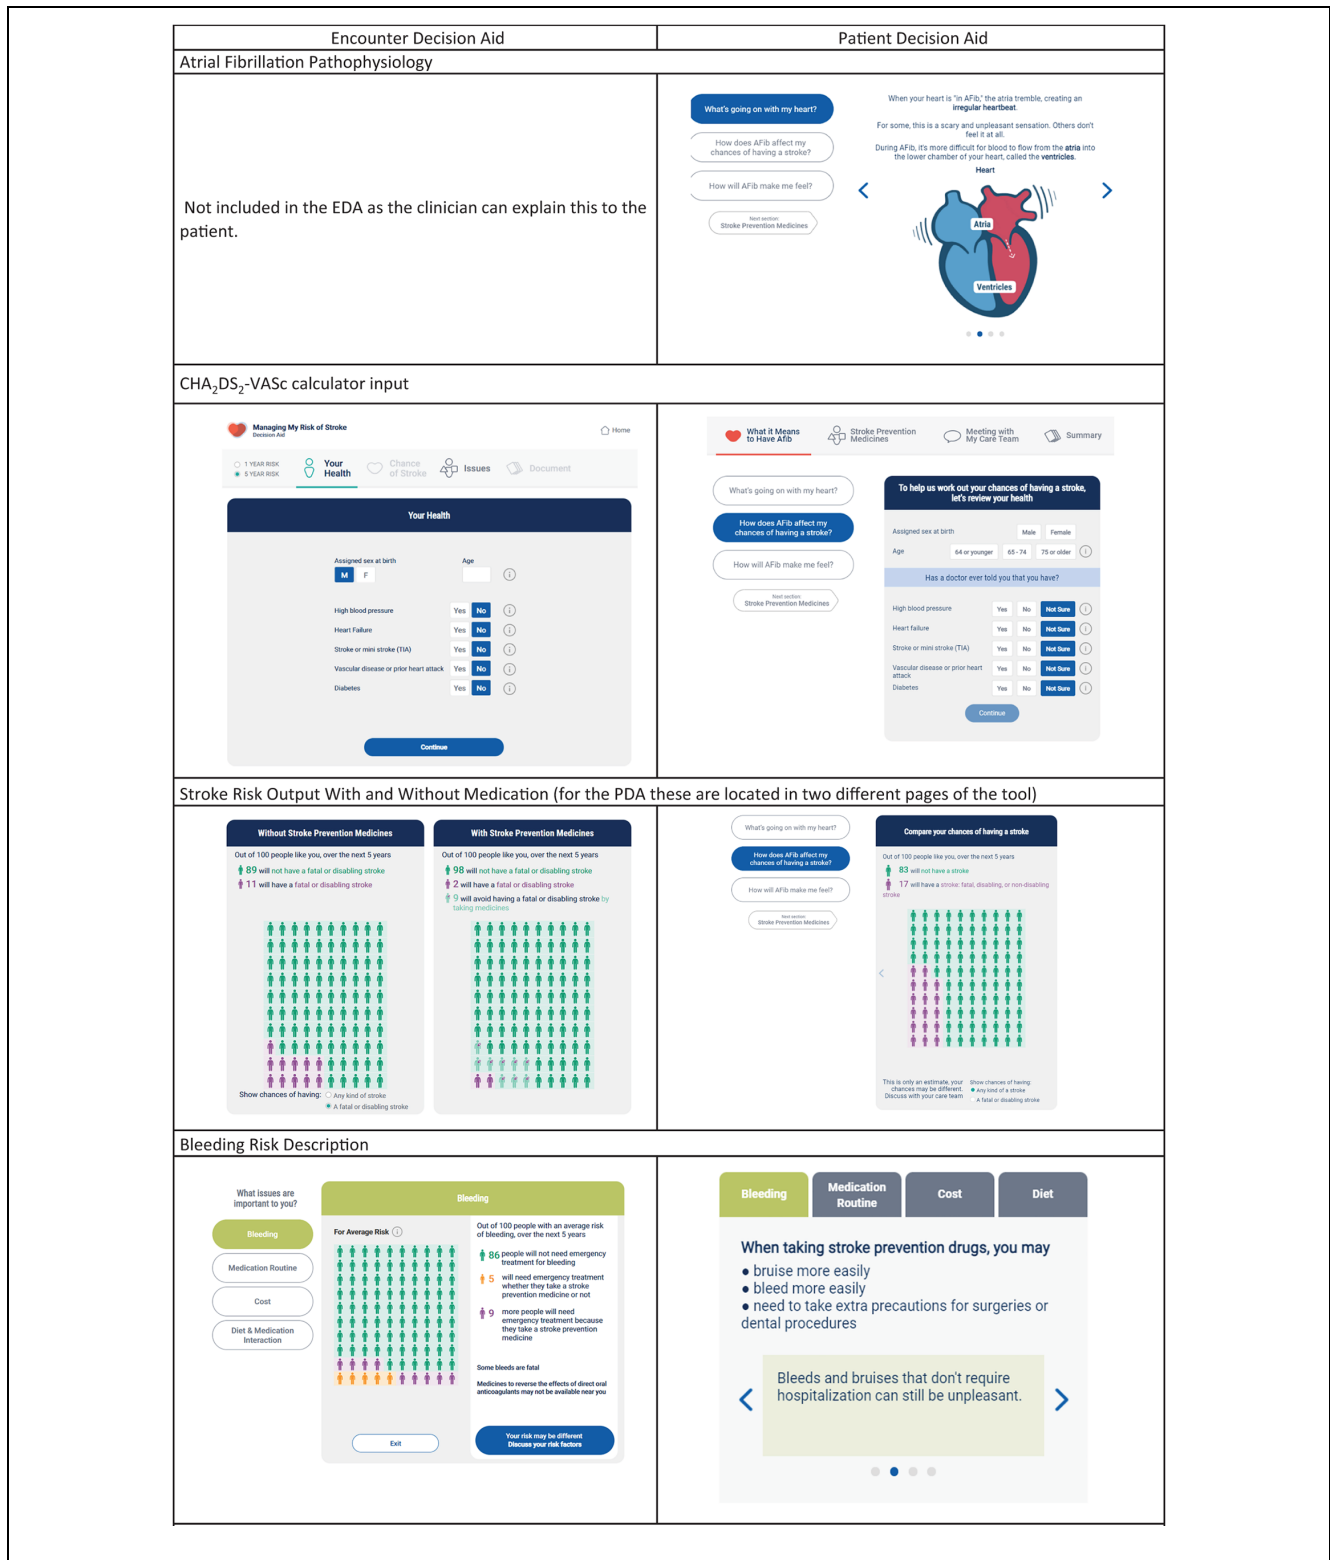 Encounter Decision Aid
Patient Decision Aid
Atrial Fibrillation Pathophysiology
Not included in the EDA as the clinician can explain this to the
patient.
What's going on with my heart?
How does AFib affect my
chances of having a stroke?
How will AFib make me feel?
Next section:
Stroke Prevention Medicines
When your heart is "in AFib," the atria tremble, creating an
irregular heartbeat.
For some, this is a scary and unpleasant sensation. Others don't
feel it at all.
During AFib, it's more difficult for blood to flow from the atria into
the lower chamber of your heart, called the ventricles.
Heart
Atria
Ventricles
CHA2DS2-VASc calculator input
Managing My Risk of Stroke
Decision Aid
Home
1 YEAR RISK
5 YEAR RISK
Your
Health
Chance
of Stroke
Issues
Document
Your Health
Assigned sex at birth
Age
M F
High blood pressure Yes No
Heart Failure Yes No
Stroke or mini stroke (TIA) Yes No
Vascular disease or prior heart attack Yes No
Diabetes Yes No
Continue
What it Means
to Have Afib
Stroke Prevention
Medicines
Meeting with
My Care Team
Summary
What's going on with my heart?
How does AFib affect my
chances of having a stroke?
How will AFib make me feel?
Next section
Stroke Prevention Medicines
To help us work out your chances of having a stroke,
let's review your health
Assigned sex at birth Male Female
Age 64 or younger 65 - 74 75 or older
Has a doctor ever told you that you have?
High blood pressure Yes No Not Sure
Heart failure Yes No Not Sure
Stroke or mini stroke (TIA) Yes No Not Sure
Vascular disease or prior heart
attack
Yes No Not Sure
Diabetes Yes No Not Sure
Continue
Stroke Risk Output With and Without Medication (for the PDA these are located in two different pages of the tool)
Without Stroke Prevention Medicines
Out of 100 people like you, over the next 5 years
89 will not have a fatal or disabling stroke
11 will have a fatal or disabling stroke
Show chances of having: Any kind of stroke
A fatal or disabling stroke
With Stroke Prevention Medicines
Out of 100 people like you, over the next 5 years
98 will not have a fatal or disabling stroke
2 will have a fatal or disabling stroke
9 will avoid having a fatal or disabling stroke by
taking medicines
What's going on with my heart?
How does AFib affect my
chances of having a stroke?
How will AFib make me feel?
Next section
Stroke Prevention Medicines
Compare your chances of having a stroke
Out of 100 people like you, over the next 5 years
83 will not have a stroke
17 will have a stroke: fatal, disabling, or non-disabling
stroke
This is only an estimate, your
chances may be different.
Discuss with your care team
Show chances of having:
Any kind of a stroke
A fatal or disabling stroke
Bleeding Risk Description
What issues are
important to you?
Bleeding
Medication Routine
Cost
Diet & Medication
Interaction
Bleeding
For Average Risk
Out of 100 people with an average risk
of bleeding, over the next 5 years
86 people will not need emergency
treatment for bleeding
5 will need emergency treatment
whether they take a stroke
prevention medicine or not
9 more people will need
emergency treatment because
they take a stroke prevention
medicine
Some bleeds are fatal
Medicines to reverse the effects of direct oral
anticoagulants may not be available near you
Exit
Your risk may be different
Discuss your risk factors
Bleeding
Medication
Routine
Cost
Diet
When taking stroke prevention drugs, you may
● bruise more easily
● bleed more easily
● need to take extra precautions for surgeries or
dental procedures
Bleeds and bruises that don't require
hospitalization can still be unpleasant.